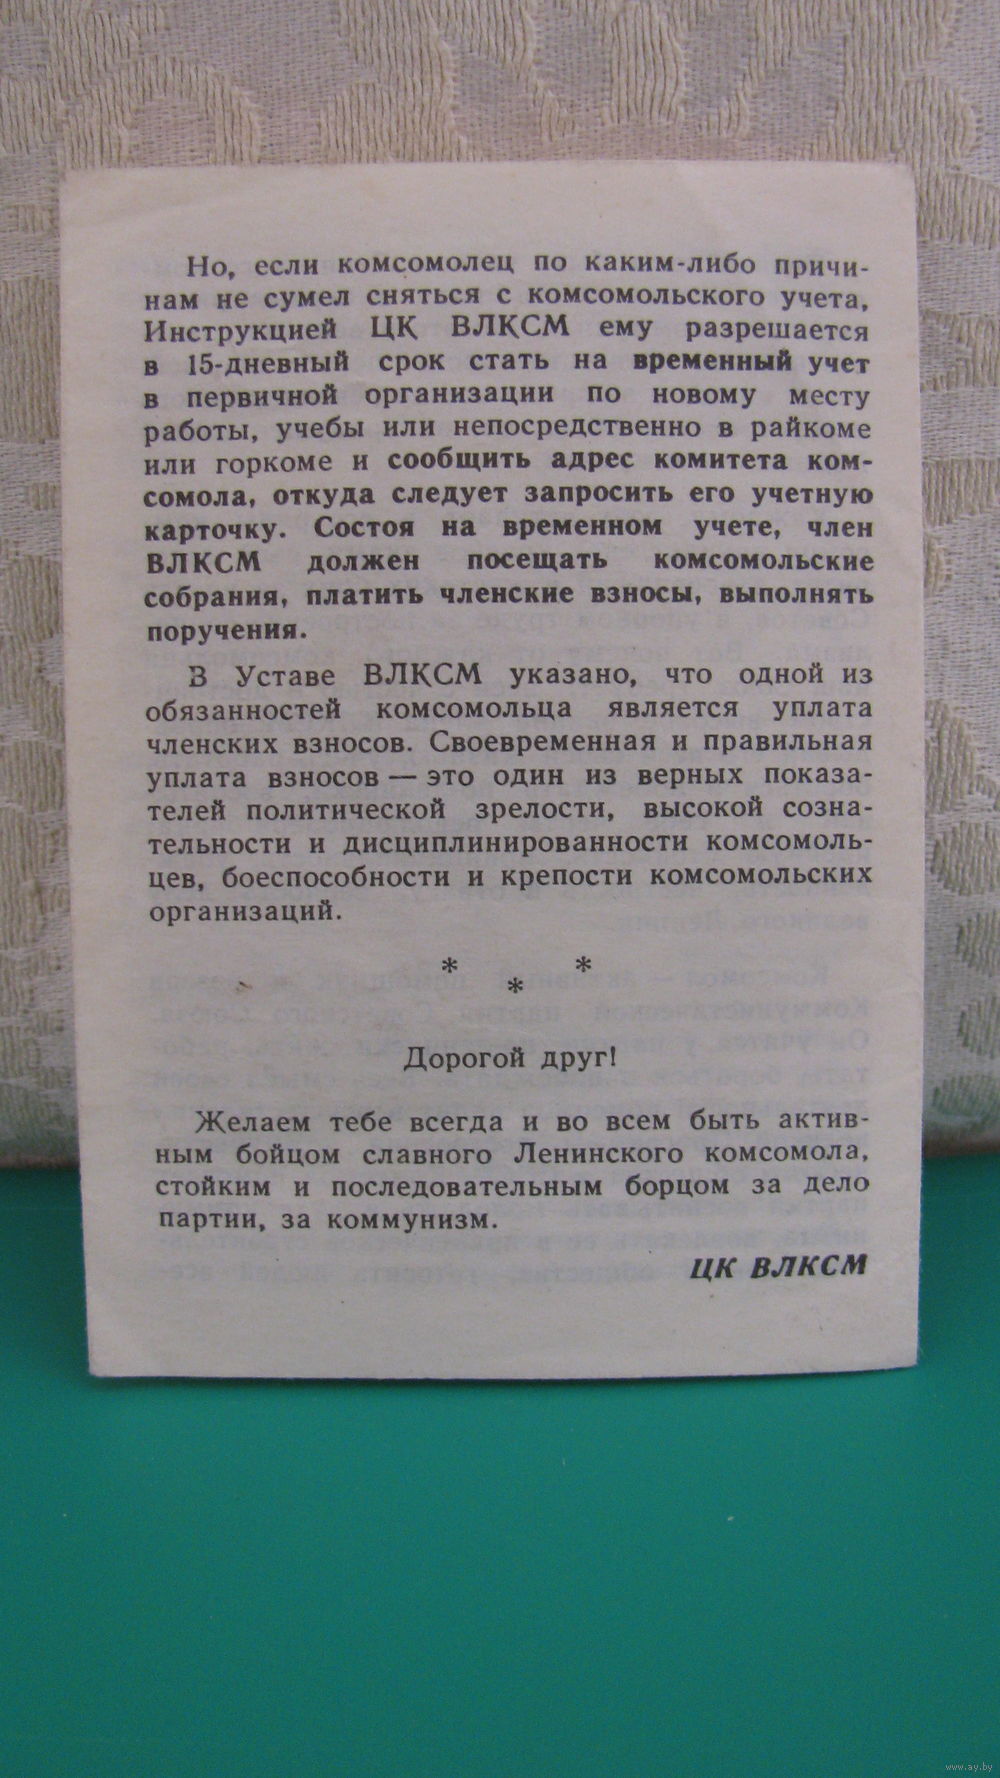 Но, если комсомолец по каким-либо причи-
нам не сумел сняться с комсомольского учета,
Инструкцией ЦК ВЛКСМ ему разрешается
в 15-дневный срок стать на временный учет
в первичной организации по новому месту
работы, учебы или непосредственно в райкоме
или горкоме и сообщить адрес комитета ком-
сомола, откуда следует запросить его учетную
карточку. Состоя на временном учете, член
ВЛКСМ должен посещать комсомольские
собрания, платить членские взносы, выполнять
поручения.
В Уставе ВЛКСМ указано, что одной из
обязанностей комсомольца является уплата
членских взносов. Своевременная и правильная
уплата взносов — это один из верных показа-
телей политической зрелости, высокой созна-
тельности и дисциплинированности комсомоль-
цев, боеспособности и крепости комсомольских
организаций.
* * *
Дорогой друг!
Желаем тебе всегда и во всем быть актив-
ным бойцом славного Ленинского комсомола,
стойким и последовательным борцом за дело
партии, за коммунизм.
ЦК ВЛКСМ
www.ay.by